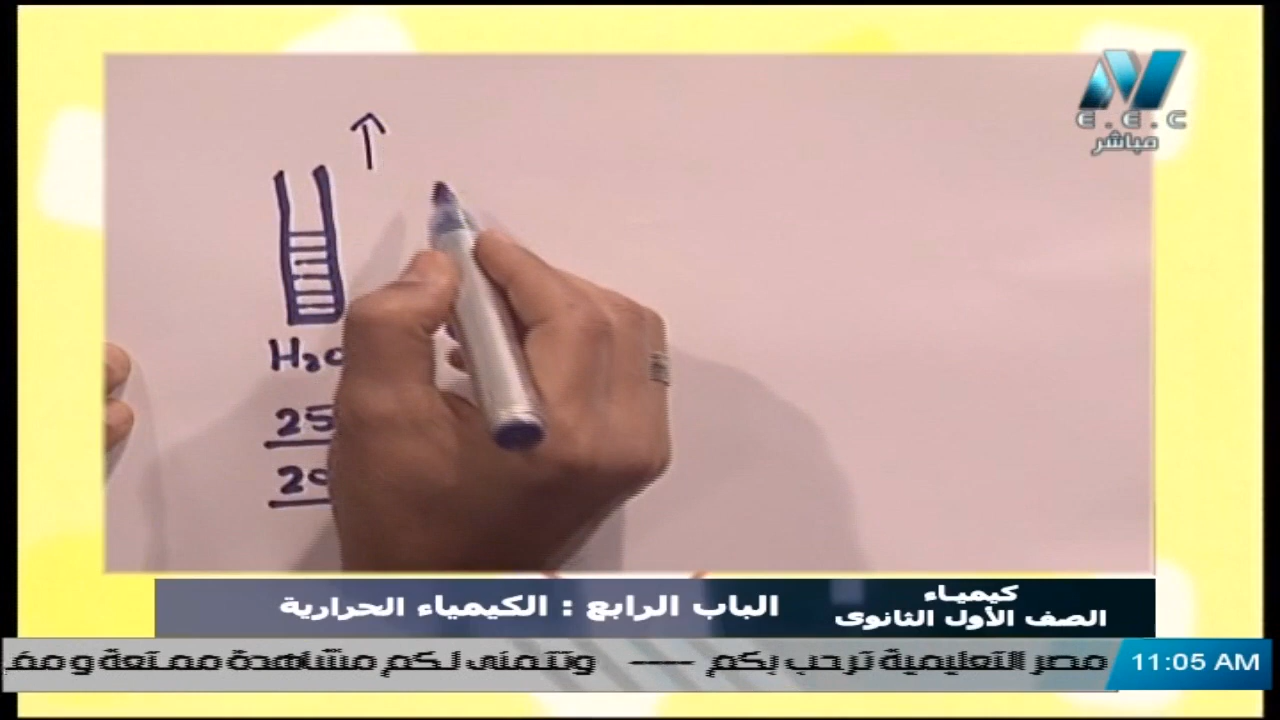 E.E.C
مباشر
H₂
25
20
كيمياء
الصف الأول الثانوى
الباب الرابع : الكيمياء الحرارية
مصر التعليمية ترحب بكم ---- وتتمنى لكم مشاهدة ممتعة و
11:05 AM